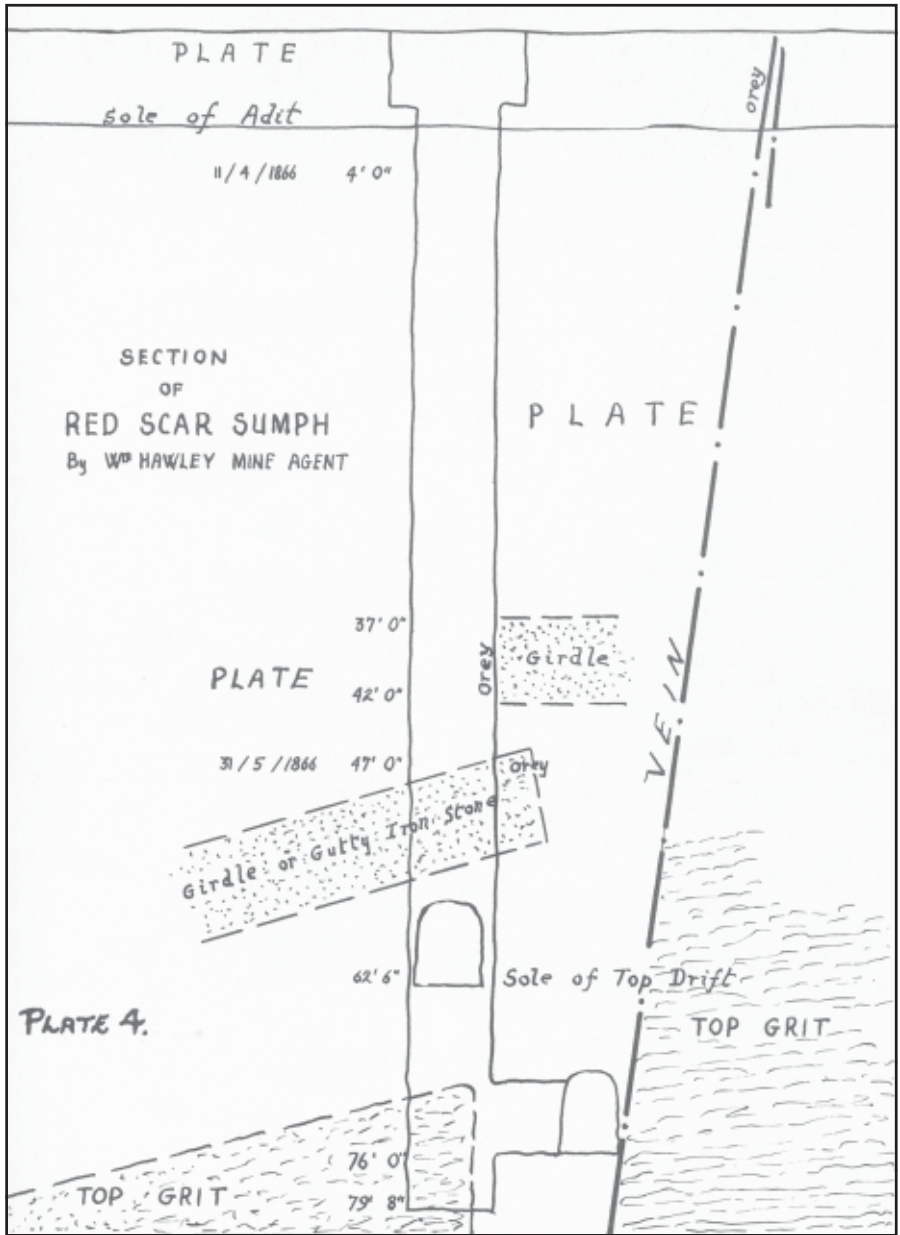 PLATE
orey
Sole of Adit
11/4/1866 4' 0"
SECTION
OF
RED SCAR SUMPH
By Wm HAWLEY MINE AGENT
PLATE
37' 0"
Girdle
orey
PLATE
42' 0"
VEIN
31/5/1866 47' 0"
orey
Girdle or Gutty Iron Stone
62' 6" Sole of Top Drift
PLATE 4.
TOP GRIT
76' 0"
TOP GRIT
79' 8"